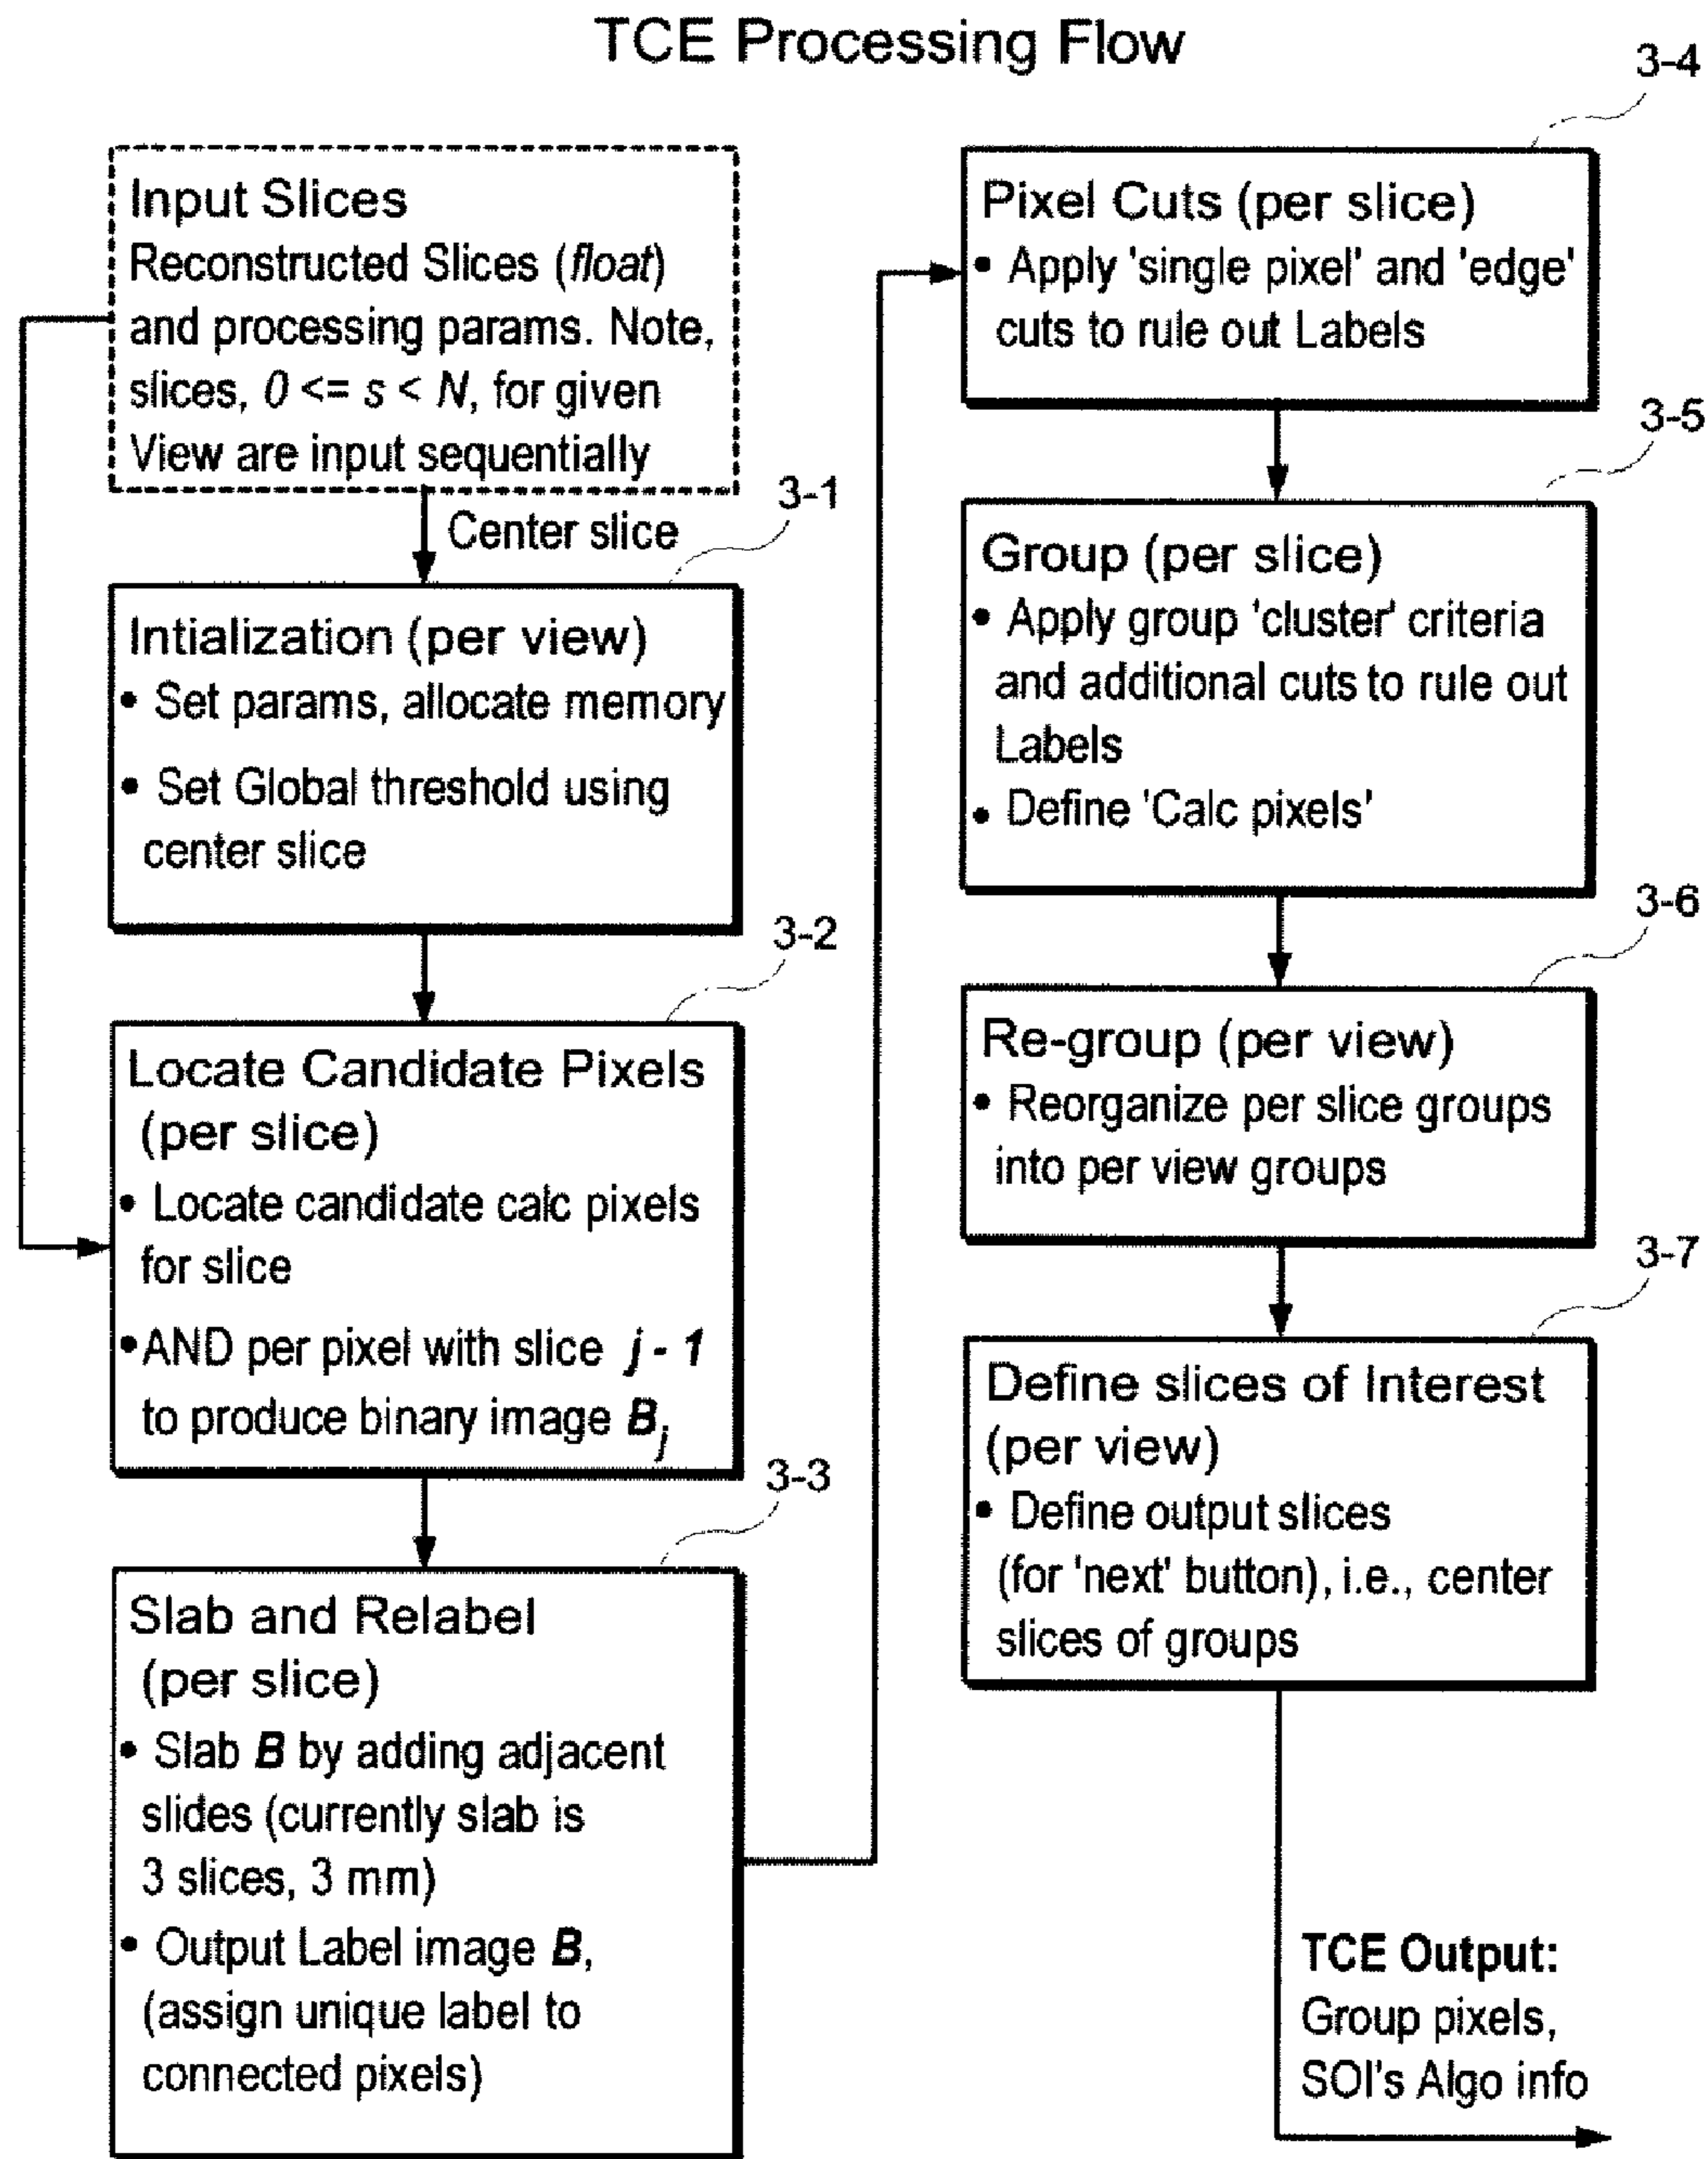 TCE Processing Flow
Input Slices
Reconstructed Slices (float)
and processing params. Note,
slices, 0 <= s < N, for given
View are input sequentially
Center slice
3-1
Intialization (per view)
• Set params, allocate memory
• Set Global threshold using
center slice
3-2
Locate Candidate Pixels
(per slice)
• Locate candidate calc pixels
for slice
• AND per pixel with slice j - 1
to produce binary image Bj
3-3
Slab and Relabel
(per slice)
• Slab B by adding adjacent
slides (currently slab is
3 slices, 3 mm)
• Output Label image B,
(assign unique label to
connected pixels)
3-4
Pixel Cuts (per slice)
• Apply 'single pixel' and 'edge'
cuts to rule out Labels
3-5
Group (per slice)
• Apply group 'cluster' criteria
and additional cuts to rule out
Labels
• Define 'Calc pixels'
3-6
Re-group (per view)
• Reorganize per slice groups
into per view groups
3-7
Define slices of Interest
(per view)
• Define output slices
(for 'next' button), i.e., center
slices of groups
TCE Output:
Group pixels,
SOI's Algo info